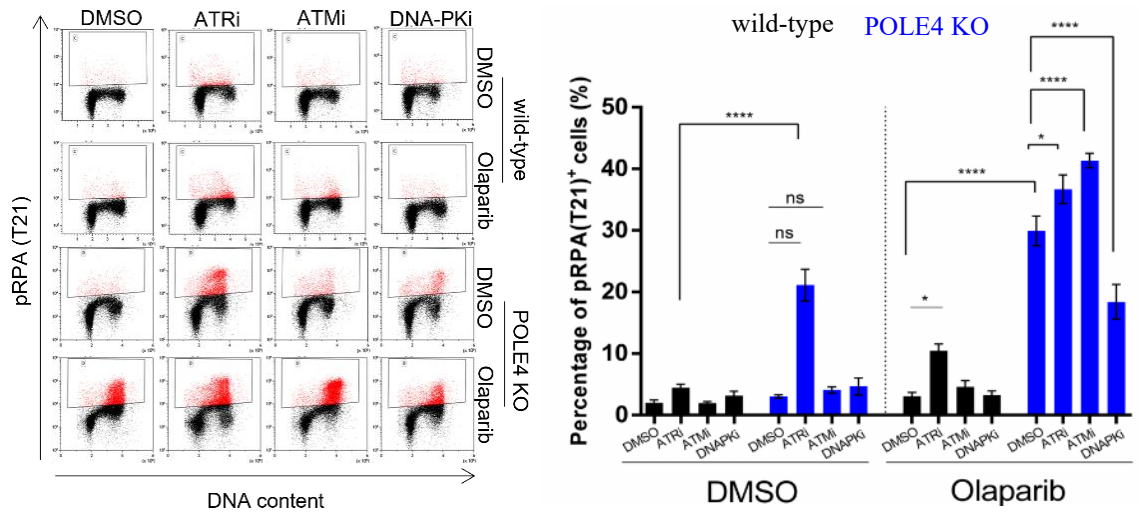 DMSO ATRi ATMi DNA-PKi
DMSO
Olaparib
wild-type
DMSO
Olaparib
POLE4 KO
pRPA (T21)
DNA content
wild-type POLE4 KO
Percentage of pRPA(T21)+ cells (%)
50
40
30
20
10
0
****
ns
ns
****
*
****
****
*
DMSO ATRi ATMi DNAPKi DMSO ATRi ATMi DNAPKi DMSO ATRi ATMi DNAPKi DMSO ATRi ATMi DNAPKi
DMSO Olaparib